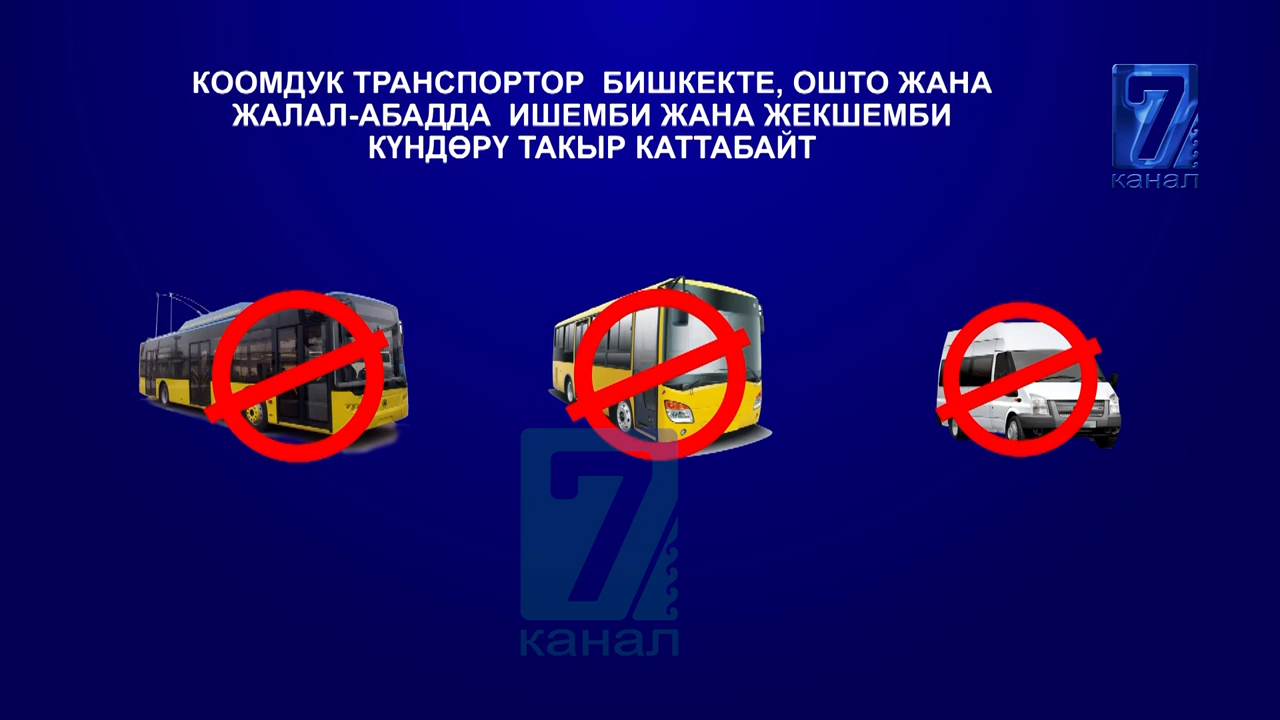 КООМДУК ТРАНСПОРТОР БИШКЕКТЕ, ОШТО ЖАНА
ЖАЛАЛ-АБАДДА ИШЕМБИ ЖАНА ЖЕКШЕМБИ
КҮНДӨРҮ ТАКЫР КАТТАБАЙТ
7
канал
7
канал